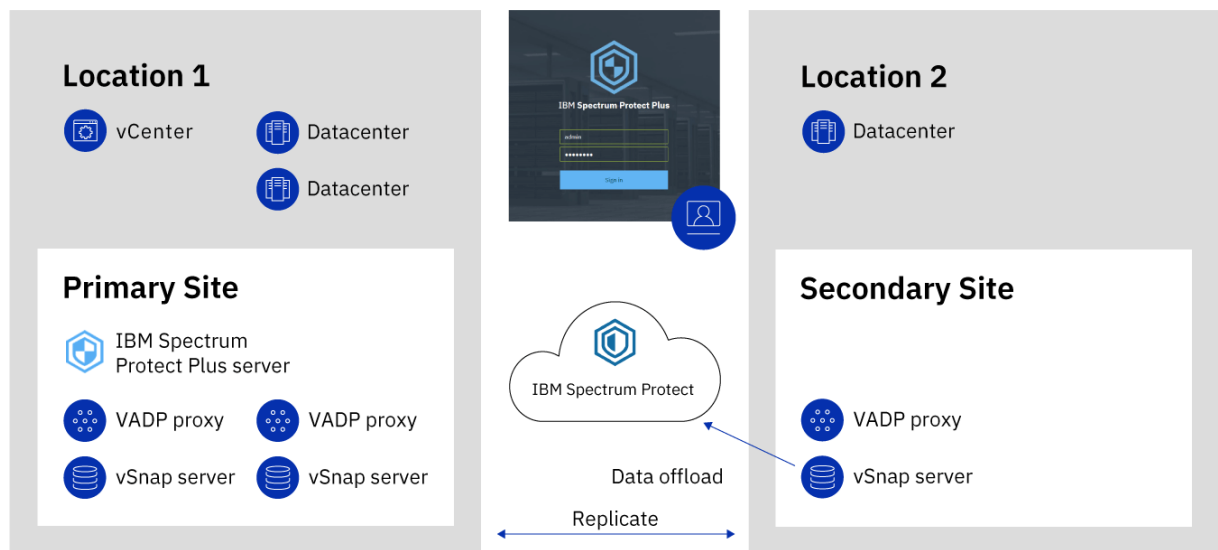 Location 1
vCenter
Datacenter
Datacenter
Primary Site
IBM Spectrum
Protect Plus server
VADP proxy
VADP proxy
vSnap server
vSnap server
IBM Spectrum Protect Plus
admin
••••••••
Sign in
IBM Spectrum Protect
Data offload
Replicate
Location 2
Datacenter
Secondary Site
VADP proxy
vSnap server